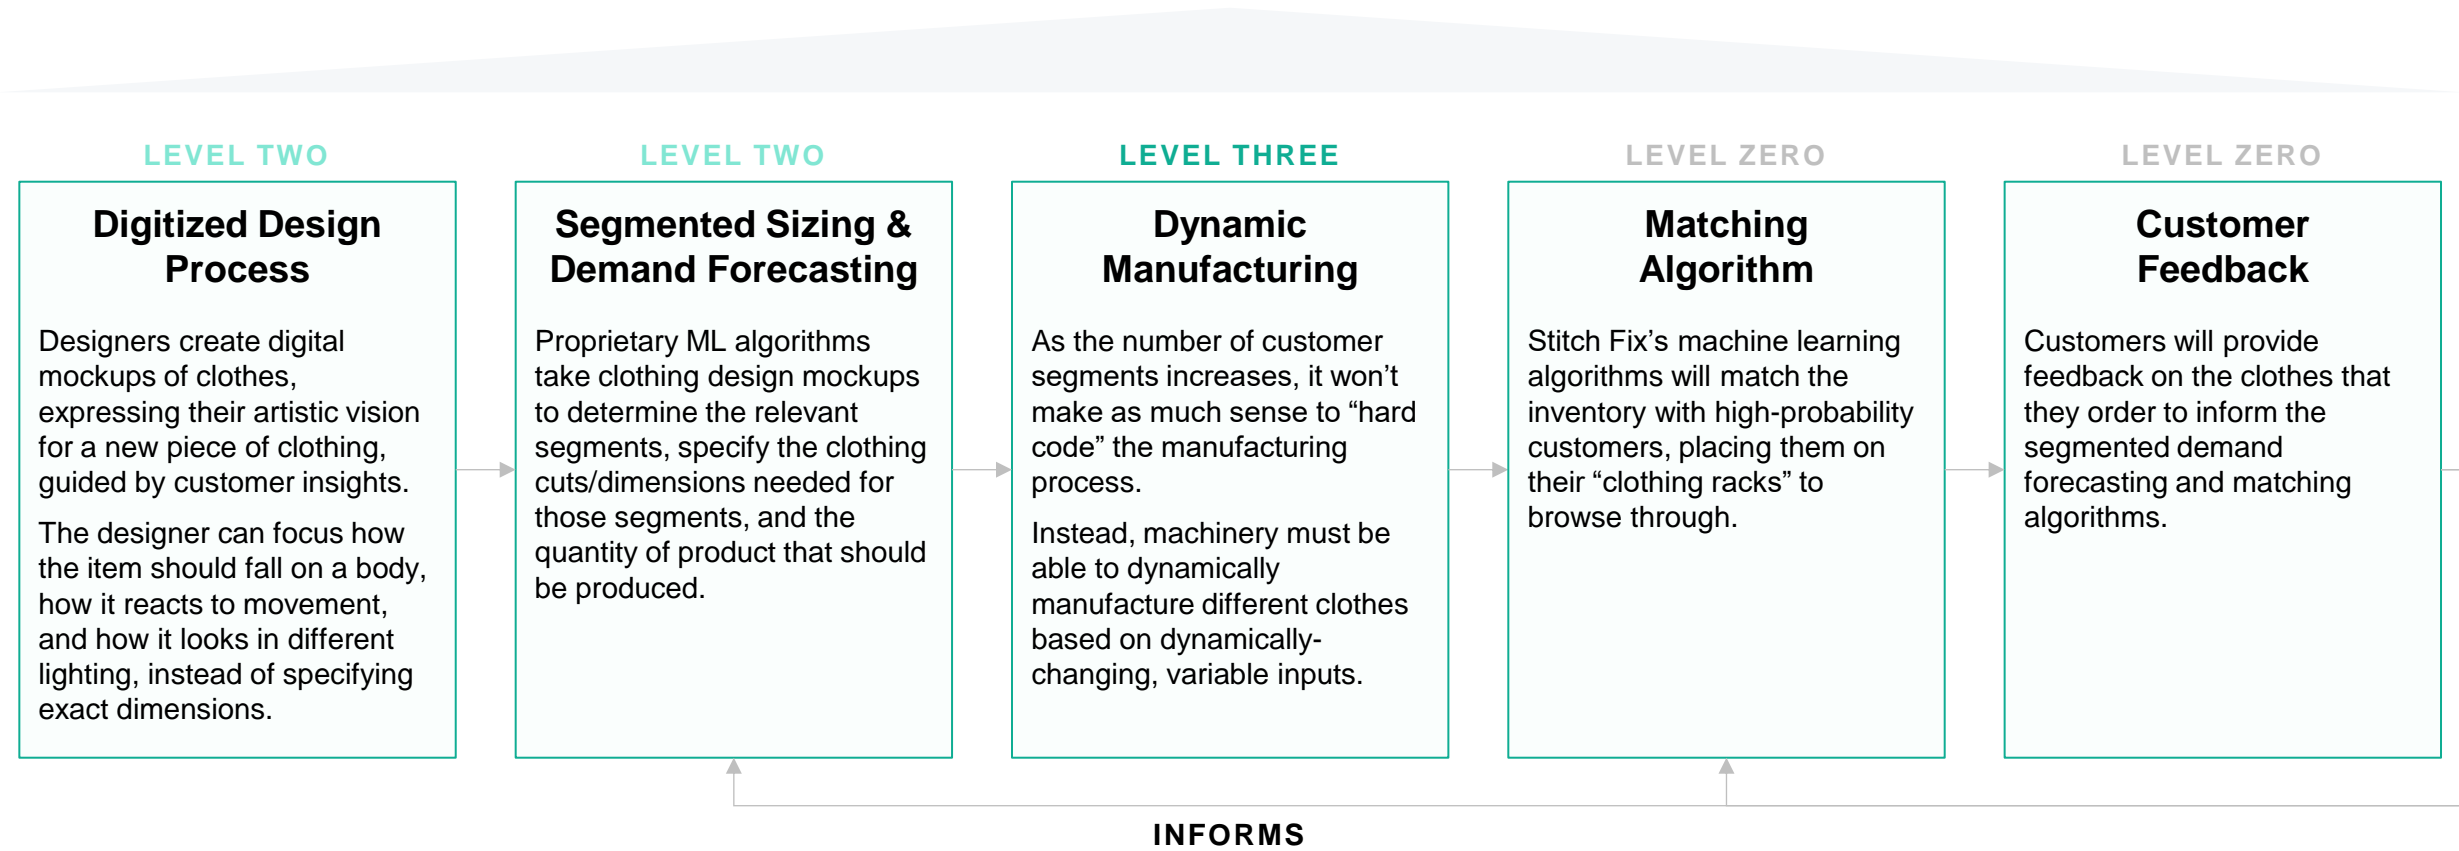 LEVEL TWO
Digitized Design
Process
Designers create digital
mockups of clothes,
expressing their artistic vision
for a new piece of clothing,
guided by customer insights.
The designer can focus how
the item should fall on a body,
how it reacts to movement,
and how it looks in different
lighting, instead of specifying
exact dimensions.
LEVEL TWO
Segmented Sizing &
Demand Forecasting
Proprietary ML algorithms
take clothing design mockups
to determine the relevant
segments, specify the clothing
cuts/dimensions needed for
those segments, and the
quantity of product that should
be produced.
LEVEL THREE
Dynamic
Manufacturing
As the number of customer
segments increases, it won’t
make as much sense to “hard
code” the manufacturing
process.
Instead, machinery must be
able to dynamically
manufacture different clothes
based on dynamically-
changing, variable inputs.
LEVEL ZERO
Matching
Algorithm
Stitch Fix’s machine learning
algorithms will match the
inventory with high-probability
customers, placing them on
their “clothing racks” to
browse through.
LEVEL ZERO
Customer
Feedback
Customers will provide
feedback on the clothes that
they order to inform the
segmented demand
forecasting and matching
algorithms.
INFORMS